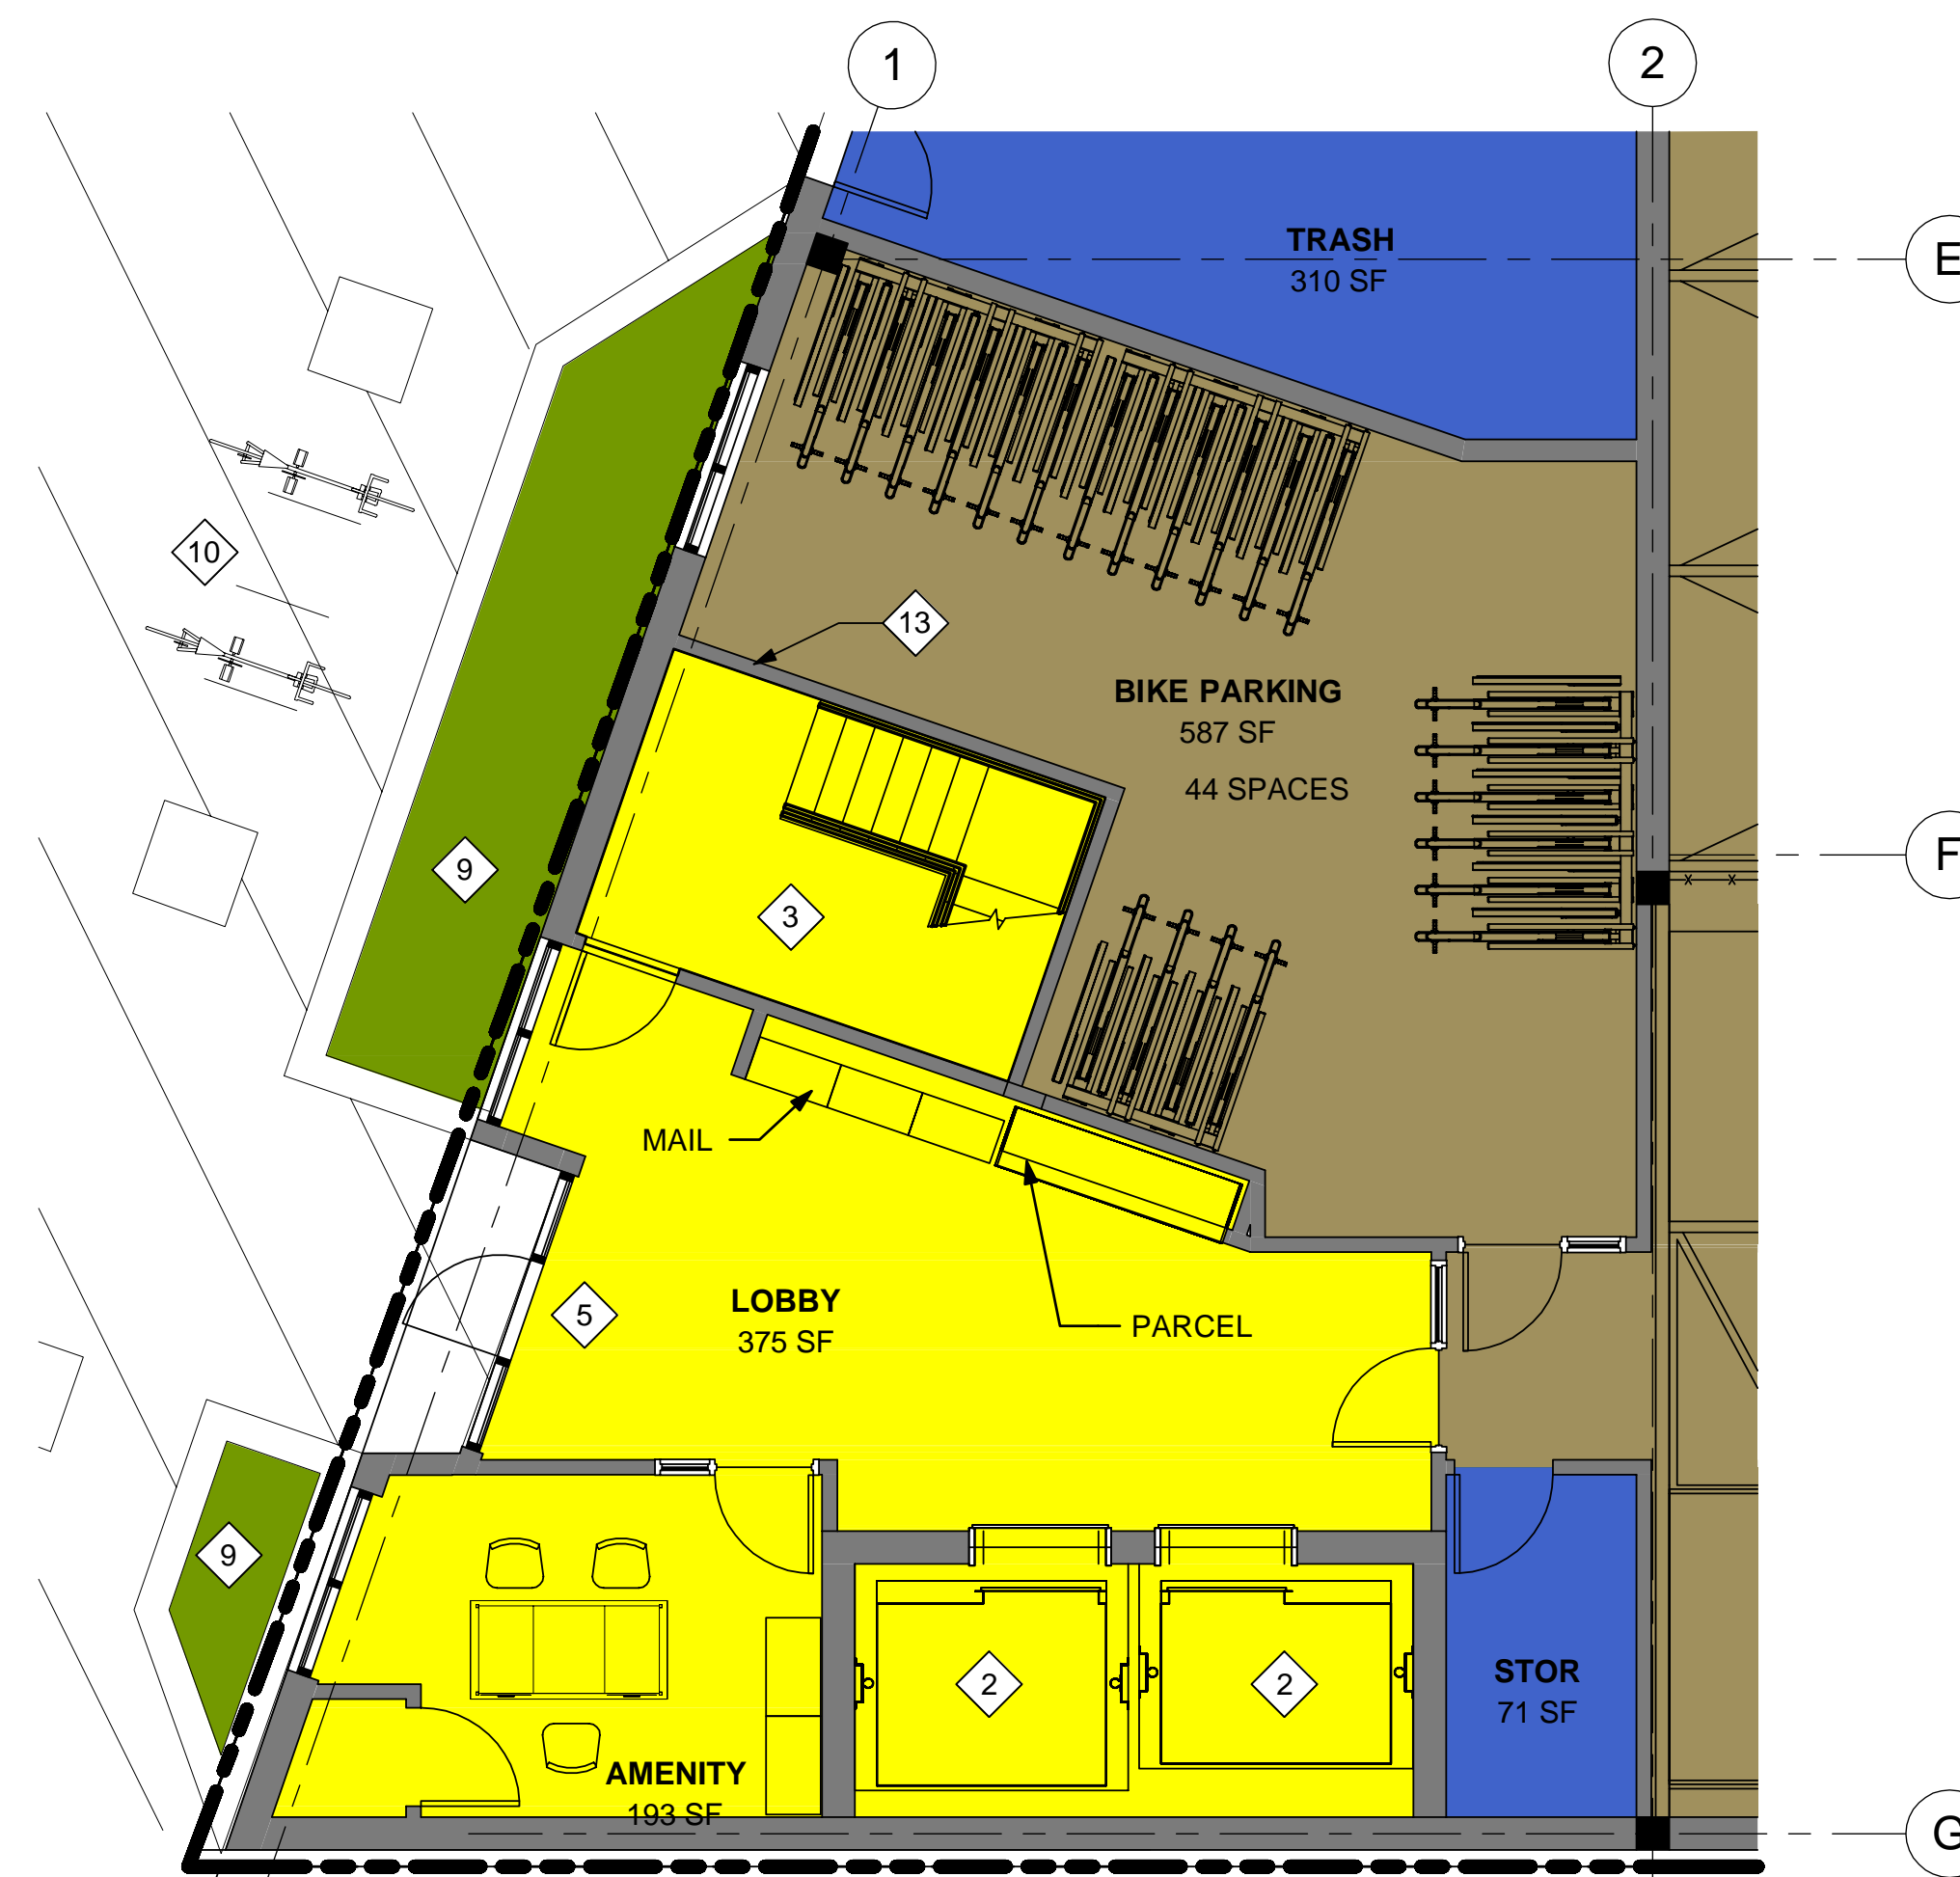 1
2
TRASH
310 SF
E
10
13
BIKE PARKING
587 SF
44 SPACES
F
9
3
MAIL
LOBBY
375 SF
5
PARCEL
9
2
2
STOR
71 SF
AMENITY
193 SF
G